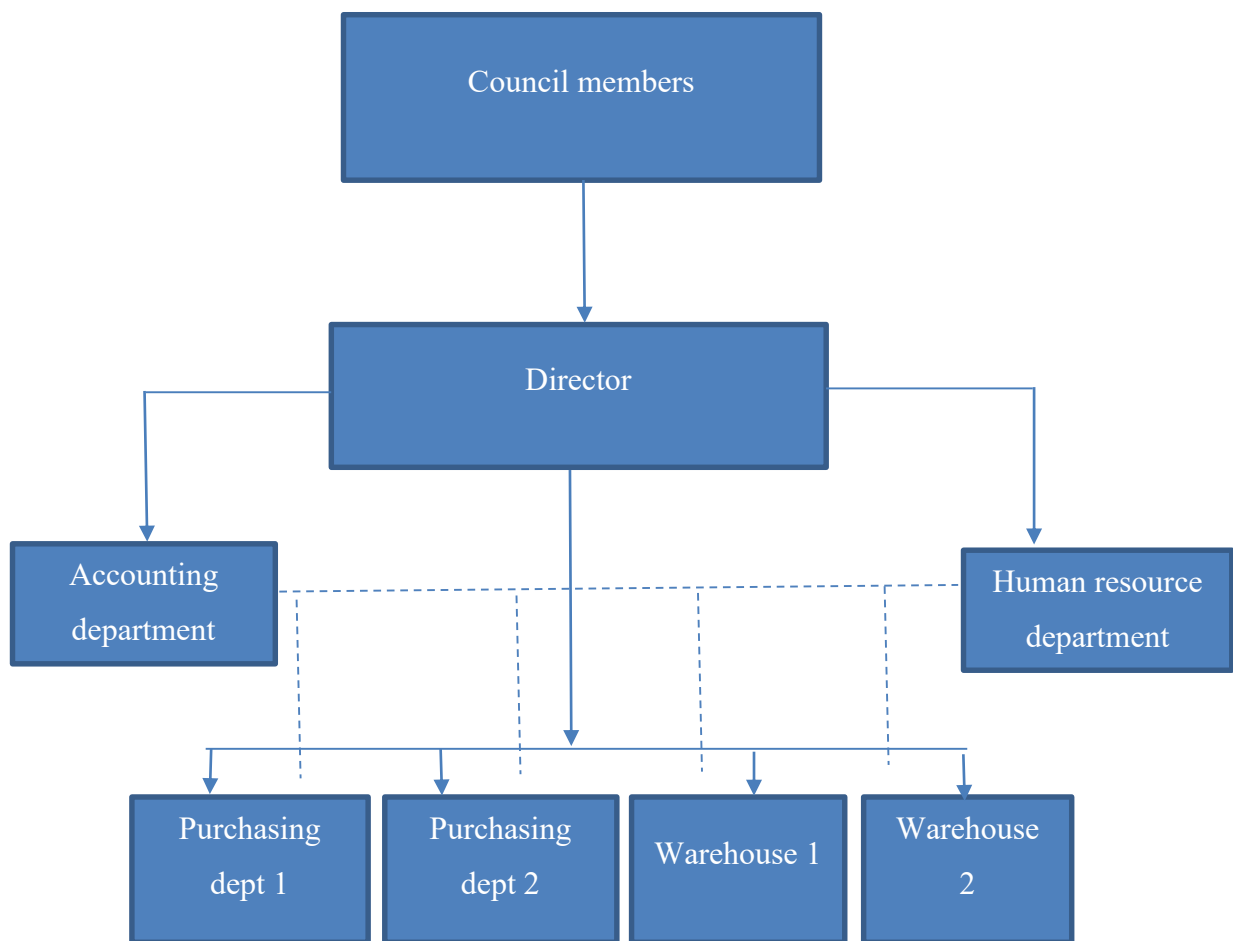 Council members
Director
Accounting
department
Human resource
department
Purchasing
dept 1
Purchasing
dept 2
Warehouse 1
Warehouse
2